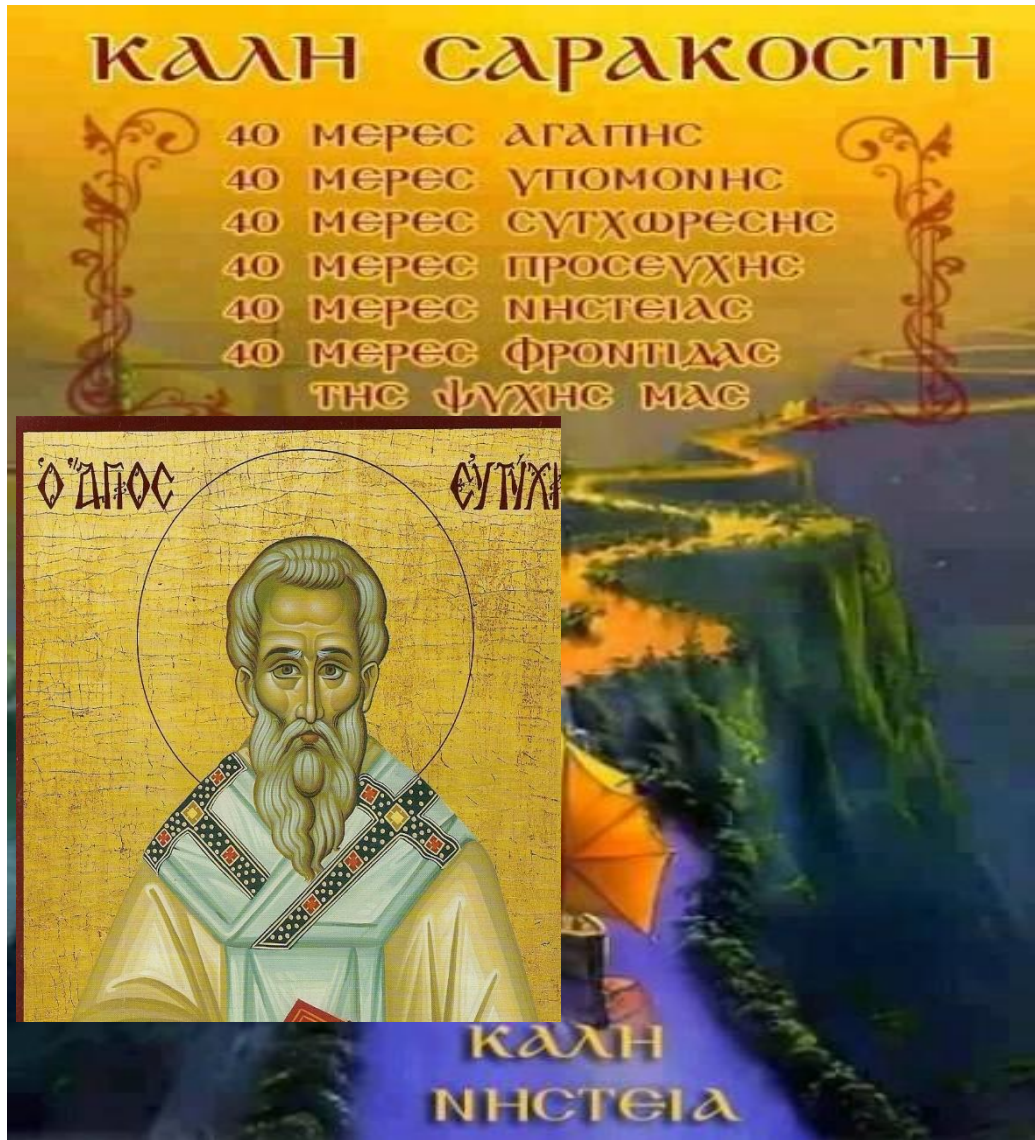 ΚΑΛΗ ΣΑΡΑΚΟΣΤΗ
40 ΜΕΡΕΣ ΑΓΑΠΗΣ
40 ΜΕΡΕΣ ΥΠΟΜΟΝΗΣ
40 ΜΕΡΕΣ ΣΥΓΧΩΡΕΣΗΣ
40 ΜΕΡΕΣ ΠΡΟΣΕΥΧΗΣ
40 ΜΕΡΕΣ ΝΗΣΤΕΙΑΣ
40 ΜΕΡΕΣ ΦΡΟΝΤΙΔΑΣ
ΤΗΣ ΨΥΧΗΣ ΜΑΣ
Ὁ ἍΓΙΟΣ
ΚΑΛΗ
ΝΗΣΤΕΙΑ